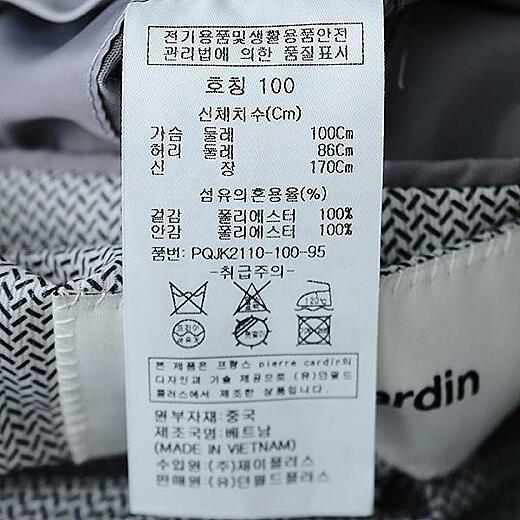 전기용품및생활용품안전
관리법에 의한 품질표시
호칭 100
신체치수(Cm)
가슴 둘레 100Cm
허리 둘레 86Cm
신 장 170Cm
섬유의혼용율(%)
겉감 폴리에스터 100%
안감 폴리에스터 100%
품번: PQJK2110-100-95
-취급주의-
120℃
본 제품은 프랑스 pierre cardin의
디자인과 기술 제공으로 (유)던필드
플러스에서 제조한 상품입니다.
원부자재:중국
제조국명:베트남
(MADE IN VIETNAM)
수입원:(주)제이플러스
판매원:(유)던필드플러스
ardin